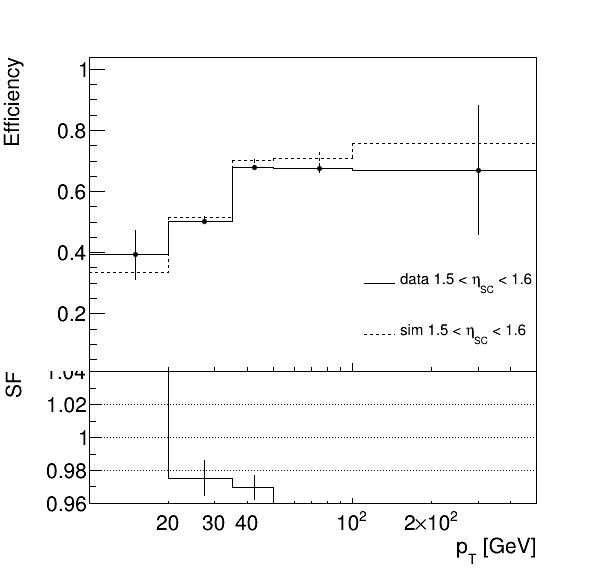 Efficiency
1
0.8
0.6
0.4
0.2
data 1.5 < η_SC < 1.6
sim 1.5 < η_SC < 1.6
SF
1.04
1.02
1
0.98
0.96
20 30 40 10² 2×10²
p_T [GeV]